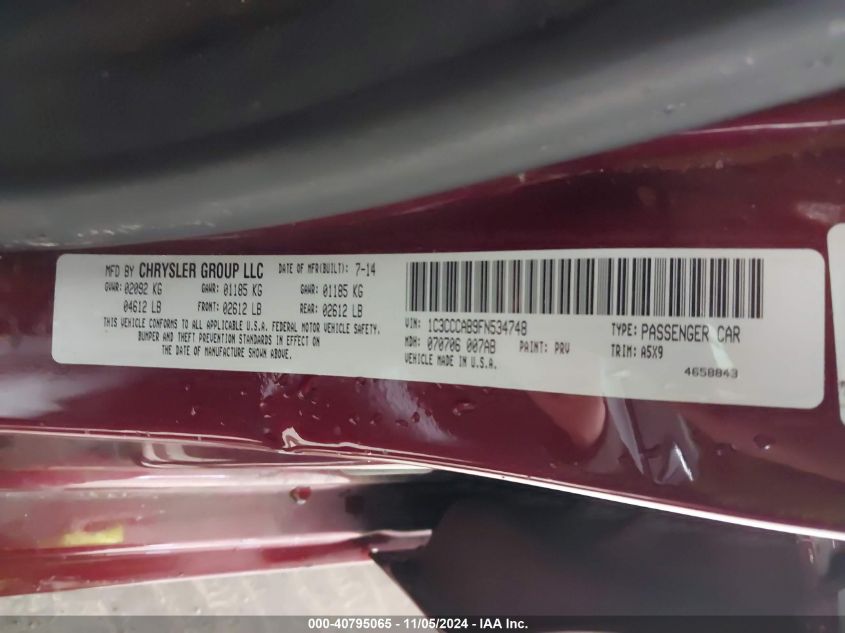 MFD BY CHRYSLER GROUP LLC DATE OF MFR(BUILT): 7-14
GVWR: 02092 KG GAWR: 01185 KG GAWR: 01185 KG
04612 LB FRONT: 02612 LB REAR: 02612 LB
THIS VEHICLE CONFORMS TO ALL APPLICABLE U.S.A. FEDERAL MOTOR VEHICLE SAFETY,
BUMPER AND THEFT PREVENTION STANDARDS IN EFFECT ON
THE DATE OF MANUFACTURE SHOWN ABOVE.
VIN: 1C3CCCAB9FN534748 TYPE: PASSENGER CAR
MDH: 070706 007AB PAINT: PRV TRIM: A5X9
VEHICLE MADE IN U.S.A.
4658843
000-40795065 - 11/05/2024 - IAA Inc.